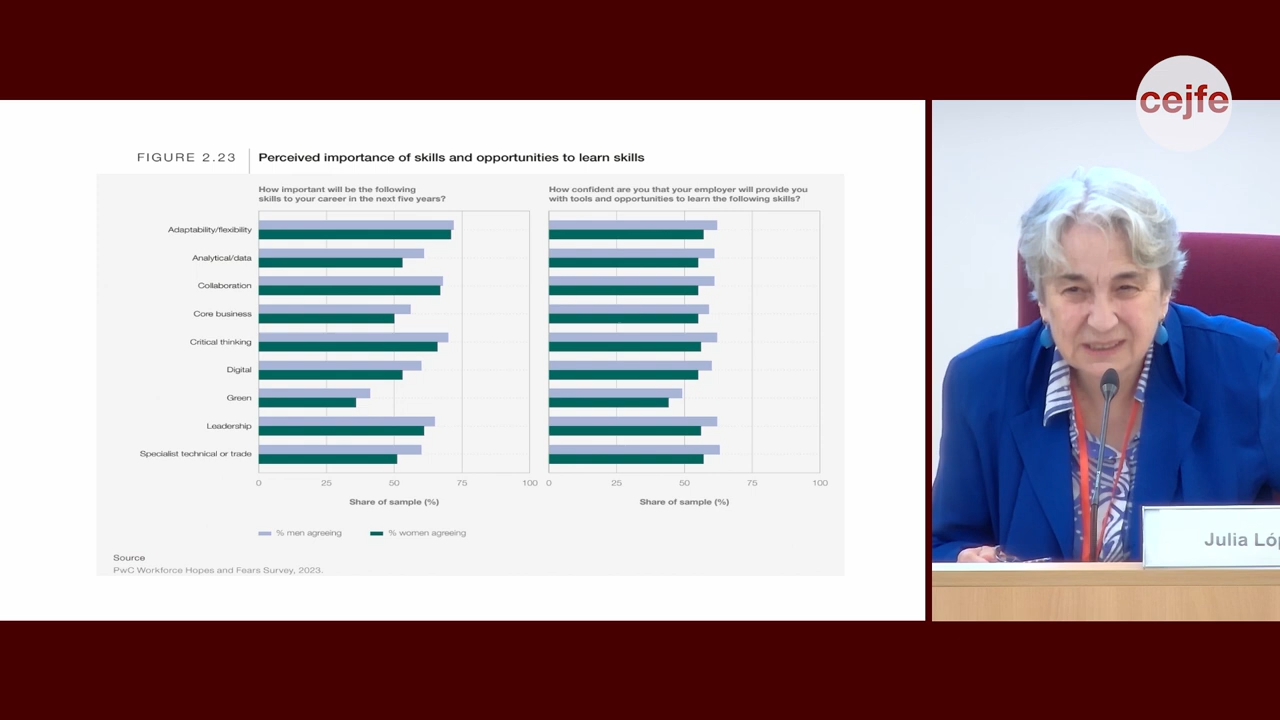 cejfe
FIGURE 2.23
Perceived importance of skills and opportunities to learn skills
How important will be the following
skills to your career in the next five years?
Adaptability/flexibility
Analytical/data
Collaboration
Core business
Critical thinking
Digital
Green
Leadership
Specialist technical or trade
0 25 50 75 100
Share of sample (%)
How confident are you that your employer will provide you
with tools and opportunities to learn the following skills?
0 25 50 75 100
Share of sample (%)
% men agreeing
% women agreeing
Source
PwC Workforce Hopes and Fears Survey, 2023.
Julia Ló